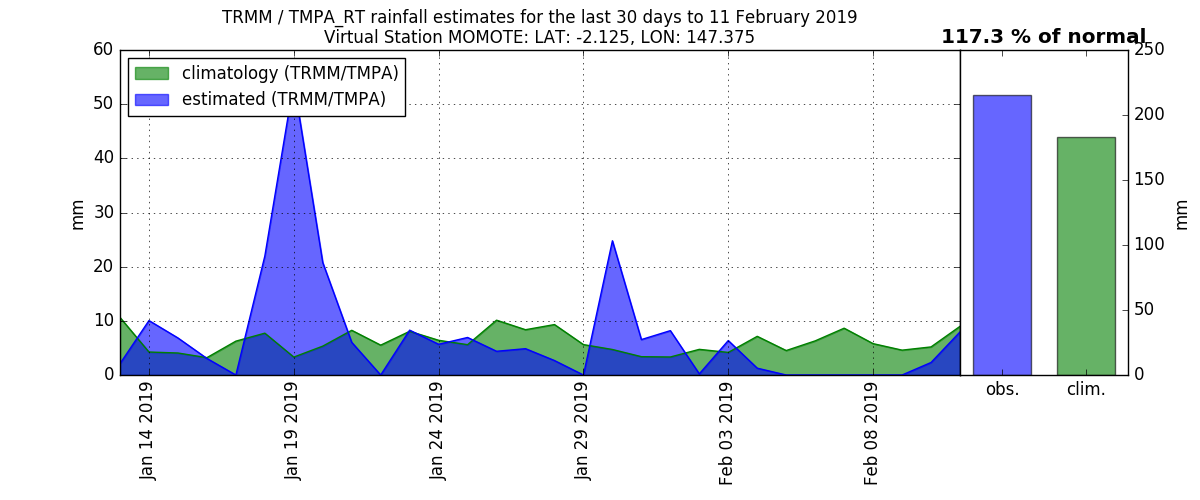 TRMM / TMPA_RT rainfall estimates for the last 30 days to 11 February 2019
Virtual Station MOMOTE: LAT: -2.125, LON: 147.375
117.3 % of normal
climatology (TRMM/TMPA)
estimated (TRMM/TMPA)
60
50
40
30
20
10
0
mm
Jan 14 2019
Jan 19 2019
Jan 24 2019
Jan 29 2019
Feb 03 2019
Feb 08 2019
250
200
150
100
50
0
mm
obs.
clim.